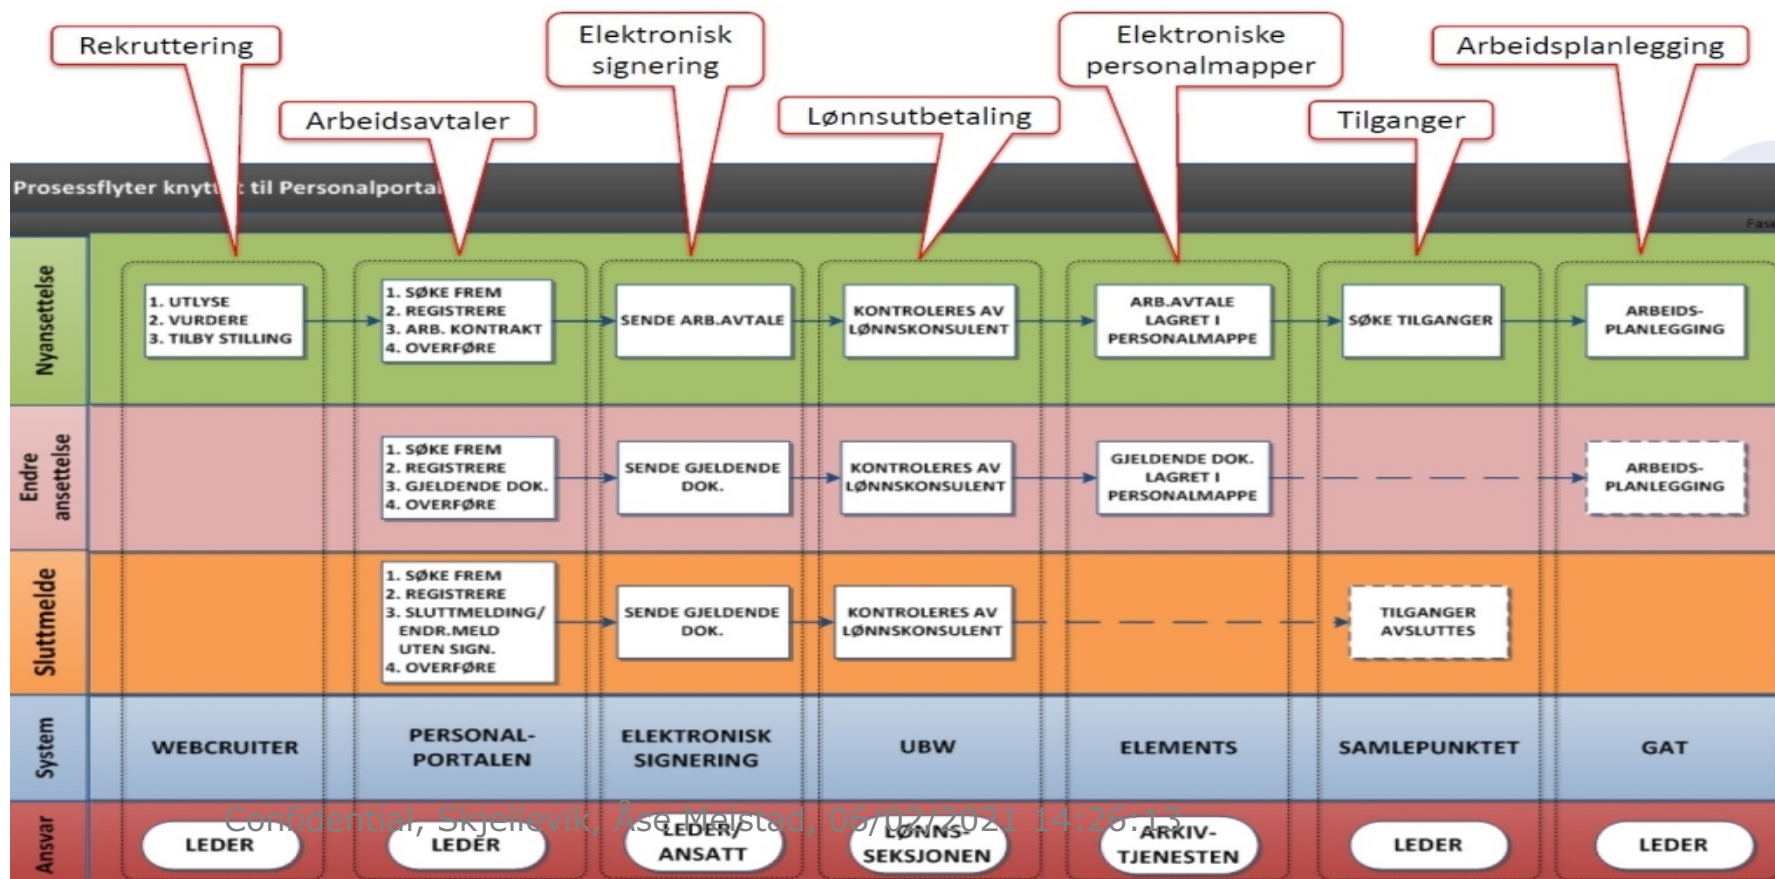 Rekruttering
Elektronisk
signering
Elektroniske
personalmapper
Arbeidsplanlegging
Arbeidsavtaler
Lønnsutbetaling
Tilganger
Prosessflyter til Personalportal
Fase
Nyansettelse
1. UTLYSE
2. VURDERE
3. TILBY STILLING
1. SØKE FREM
2. REGISTRERE
3. ARB. KONTRAKT
4. OVERFØRE
SENDE ARB.AVTALE
KONTROLERES AV
LØNNSKONSULENT
ARB.AVTALE
LAGRET I
PERSONALMAPPE
SØKE TILGANGER
ARBEIDS-
PLANLEGGING
Endre
ansettelse
1. SØKE FREM
2. REGISTRERE
3. GJELDENDE DOK.
4. OVERFØRE
SENDE GJELDENDE
DOK.
KONTROLERES AV
LØNNSKONSULENT
GJELDENDE DOK.
LAGRET I
PERSONALMAPPE
ARBEIDS-
PLANLEGGING
Sluttmelde
1. SØKE FREM
2. REGISTRERE
3. SLUTTMELDING/
ENDR.MELD
UTEN SIGN.
4. OVERFØRE
SENDE GJELDENDE
DOK.
KONTROLERES AV
LØNNSKONSULENT
TILGANGER
AVSLUTTES
System
WEBCRUITER
PERSONAL-
PORTALEN
ELEKTRONISK
SIGNERING
UBW
ELEMENTS
SAMLEPUNKTET
GAT
Confidential, Skjellevik, Åse Meistad, 06/02/2021 14:26:13
Ansvar
LEDER
LEDER
LEDER/
ANSATT
LØNNS-
SEKSJONEN
ARKIV-
TJENESTEN
LEDER
LEDER